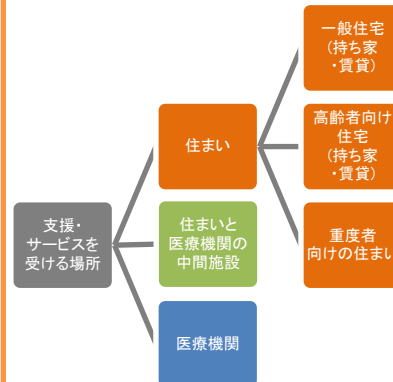 一般住宅
(持ち家
・賃貸)
高齢者向け
住宅
(持ち家
・賃貸)
住まい
支援・
サービスを
受ける場所
住まいと
医療機関の
中間施設
重度者
向けの住まい
医療機関